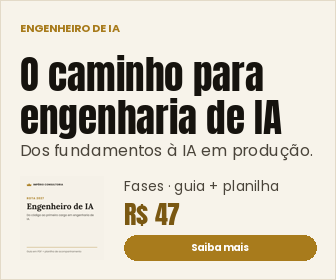 ENGENHEIRO DE IA
O caminho para
engenharia de IA
Dos fundamentos à IA em produção.
Fases · guia + planilha
R$ 47
Saiba mais
Engenheiro de IA